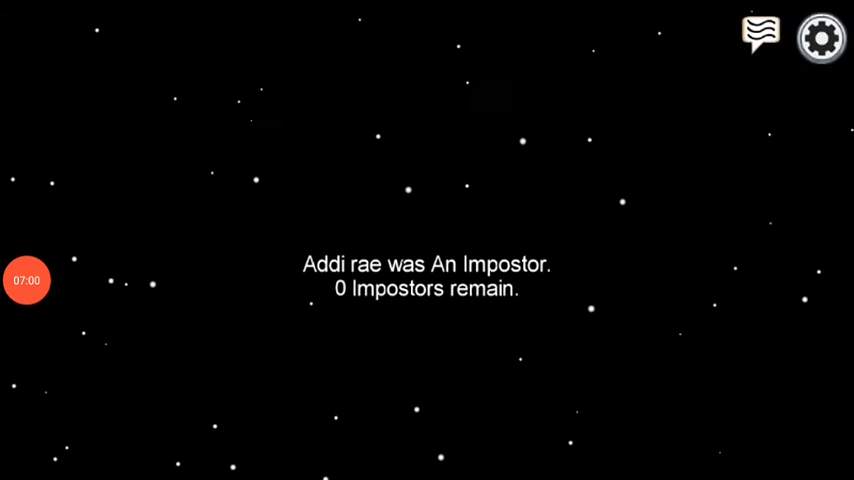 07:00
Addi rae was An Impostor.
0 Impostors remain.